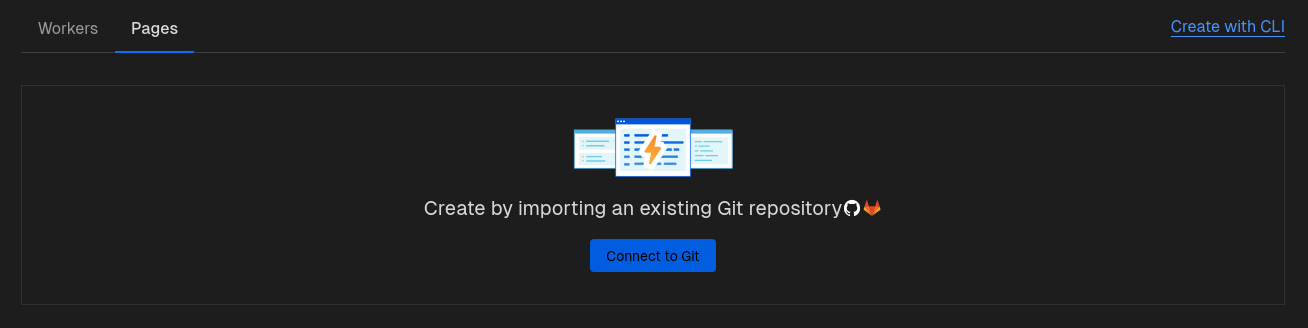 Workers
Pages
Create with CLI
Create by importing an existing Git repository
Connect to Git